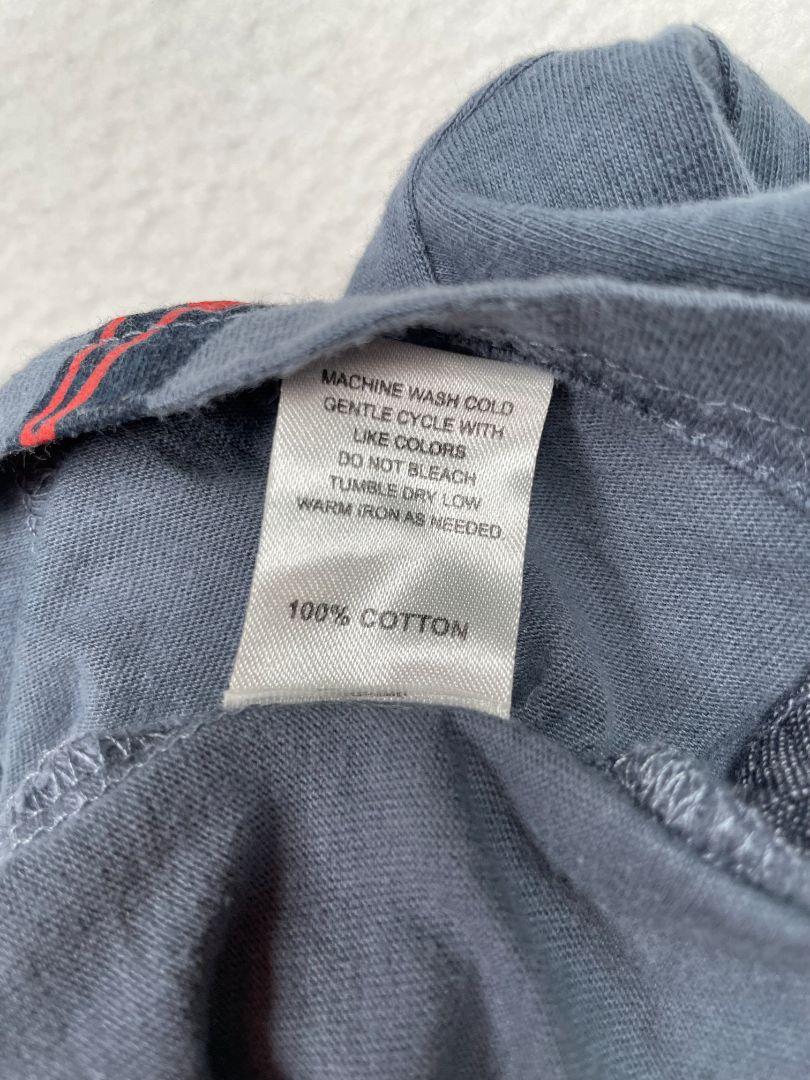 MACHINE WASH COLD
GENTLE CYCLE WITH
LIKE COLORS
DO NOT BLEACH
TUMBLE DRY LOW
WARM IRON AS NEEDED
100% COTTON